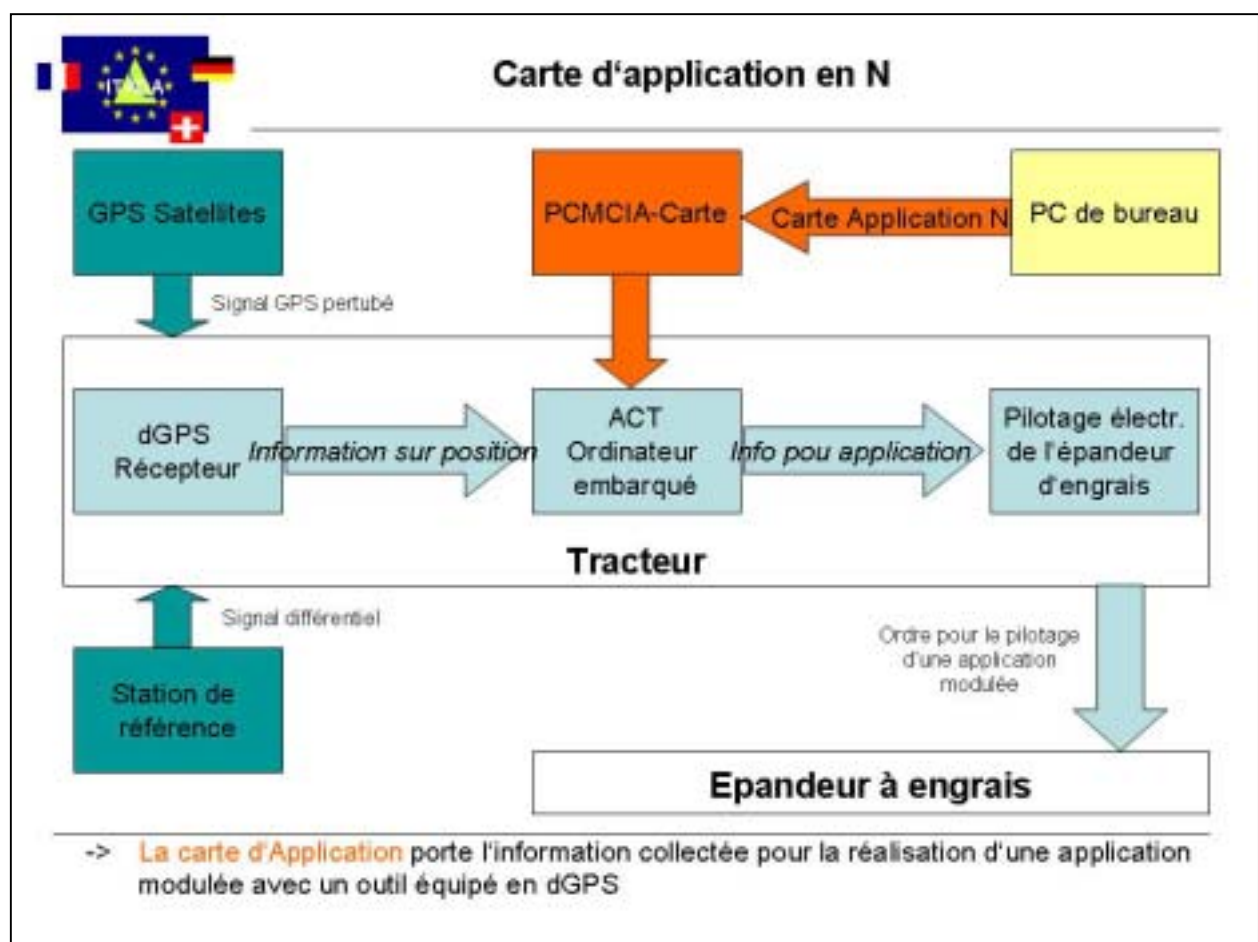 ITADA
Carte d'application en N
GPS Satellites
PCMCIA-Carte
Carte Application N
PC de bureau
Signal GPS pertubé
dGPS
Récepteur
Information sur position
ACT
Ordinateur
embarqué
Info pou application
Pilotage électr.
de l'épandeur
d'engrais
Tracteur
Signal différentiel
Station de
référence
Ordre pour le pilotage
d'une application
modulée
Epandeur à engrais
-> La carte d'Application porte l'information collectée pour la réalisation d'une application
modulée avec un outil équipé en dGPS